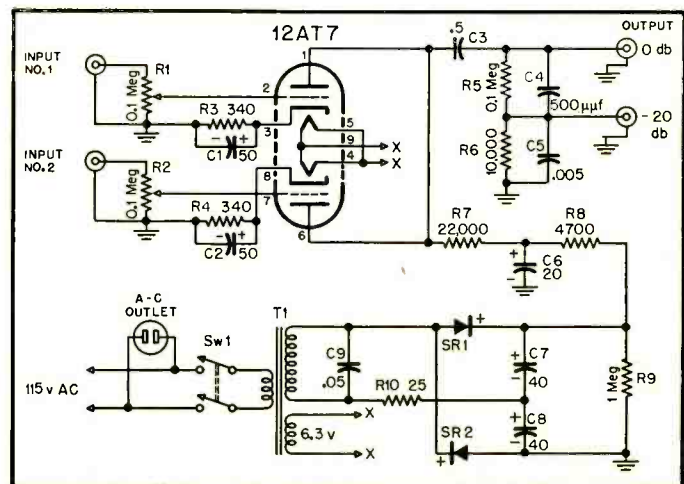 12AT7
OUTPUT
INPUT
NO.1
R1
0.1 Meg
1
2
R3 340
3
- +
C1 50
.5
C3
R5
0.1 Meg
C4
500μμf
0 db
-20
db
R6
10,000
C5
.005
5
9
4
X
X
INPUT
NO.2
R2
0.1 Meg
8
7
R4 340
- +
C2 50
6
R7
22,000
R8
4700
+
-
C6
20
A-C
OUTLET
Sw1
T1
115v AC
C9
.05
R10 25
6.3 v
X
X
SR1
+
SR2
+
+
-
C7
40
+
-
C8
40
R9
1 Meg